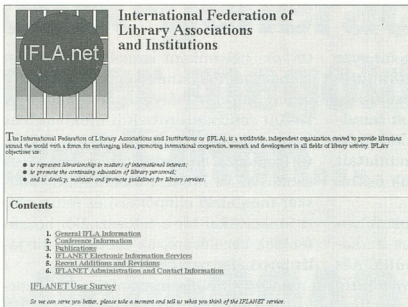 IFLA.net
International Federation of
Library Associations
and Institutions
The International Federation of Library Associations and Institutions or (IFLA), is a worldwide, independent organization created to provide librarians
around the world with a forum for exchanging ideas, promoting international cooperation, research and development in all fields of library activity. IFLA's
objectives are:
● to represent librarianship in matters of international interest;
● to promote the continuing education of library personnel;
● and to develop, maintain and promote guidelines for library services.
Contents
1. General IFLA Information
2. Conference Information
3. Publications
4. IFLANET Electronic Information Services
5. Recent Additions and Revisions
6. IFLANET Administration and Contact Information
IFLANET User Survey
So we can serve you better, please take a moment and tell us what you think of the IFLANET service.